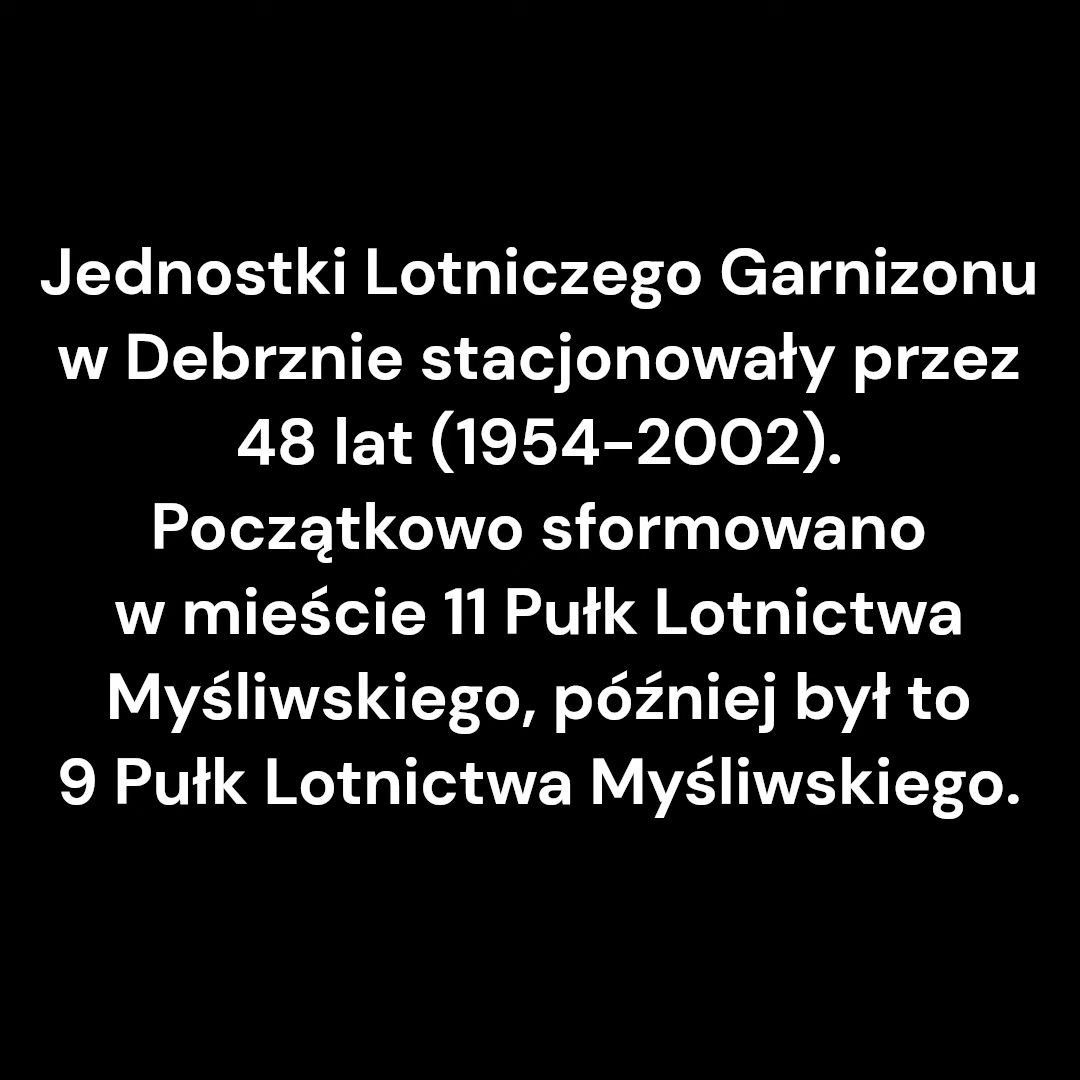 Jednostki Lotniczego Garnizonu
w Debrznie stacjonowały przez
48 lat (1954–2002).
Początkowo sformowano
w mieście 11 Pułk Lotnictwa
Myśliwskiego, później był to
9 Pułk Lotnictwa Myśliwskiego.